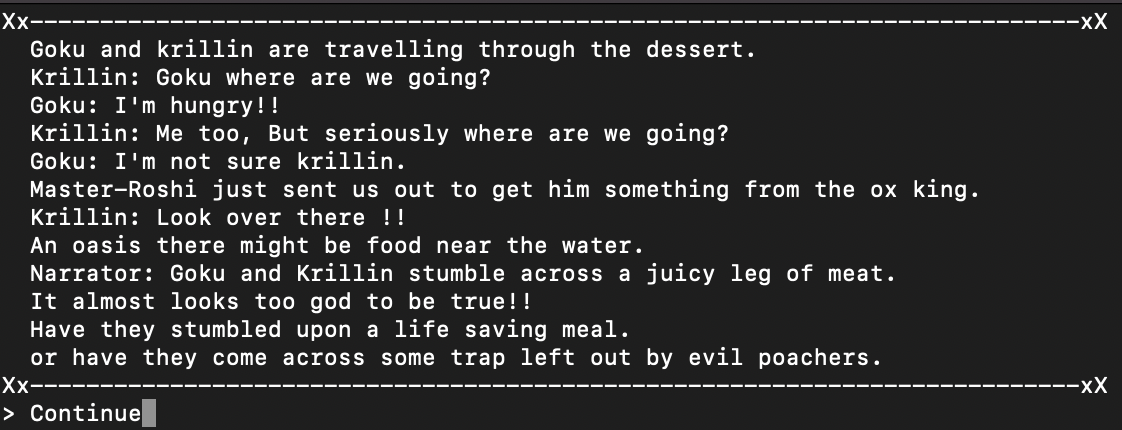 Xx---------------------------------------------------------------------------xX
Goku and krillin are travelling through the dessert.
Krillin: Goku where are we going?
Goku: I'm hungry!!
Krillin: Me too, But seriously where are we going?
Goku: I'm not sure krillin.
Master-Roshi just sent us out to get him something from the ox king.
Krillin: Look over there !!
An oasis there might be food near the water.
Narrator: Goku and Krillin stumble across a juicy leg of meat.
It almost looks too god to be true!!
Have they stumbled upon a life saving meal.
or have they come across some trap left out by evil poachers.
Xx---------------------------------------------------------------------------xX
> Continue